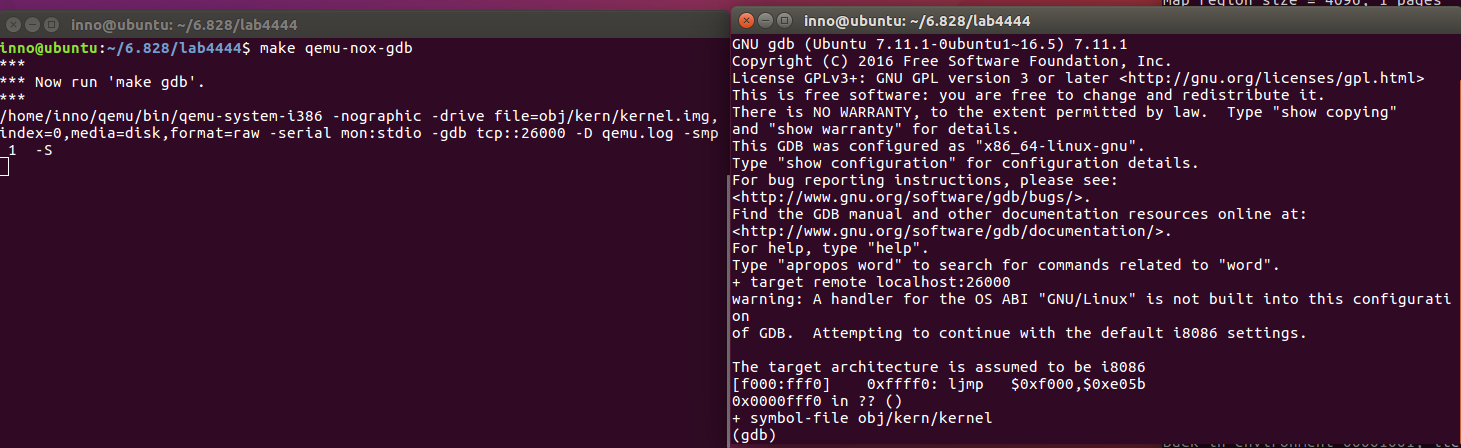 Map region size = 4096, 1 pages
inno@ubuntu: ~/6.828/lab4444
inno@ubuntu:~/6.828/lab4444$ make qemu-nox-gdb
***
*** Now run 'make gdb'.
***
/home/inno/qemu/bin/qemu-system-i386 -nographic -drive file=obj/kern/kernel.img,
index=0,media=disk,format=raw -serial mon:stdio -gdb tcp::26000 -D qemu.log -smp
 1  -S
inno@ubuntu: ~/6.828/lab4444
GNU gdb (Ubuntu 7.11.1-0ubuntu1~16.5) 7.11.1
Copyright (C) 2016 Free Software Foundation, Inc.
License GPLv3+: GNU GPL version 3 or later <http://gnu.org/licenses/gpl.html>
This is free software: you are free to change and redistribute it.
There is NO WARRANTY, to the extent permitted by law.  Type "show copying"
and "show warranty" for details.
This GDB was configured as "x86_64-linux-gnu".
Type "show configuration" for configuration details.
For bug reporting instructions, please see:
<http://www.gnu.org/software/gdb/bugs/>.
Find the GDB manual and other documentation resources online at:
<http://www.gnu.org/software/gdb/documentation/>.
For help, type "help".
Type "apropos word" to search for commands related to "word".
+ target remote localhost:26000
warning: A handler for the OS ABI "GNU/Linux" is not built into this configurati
on
of GDB.  Attempting to continue with the default i8086 settings.

The target architecture is assumed to be i8086
[f000:fff0]    0xffff0: ljmp   $0xf000,$0xe05b
0x0000fff0 in ?? ()
+ symbol-file obj/kern/kernel
(gdb)